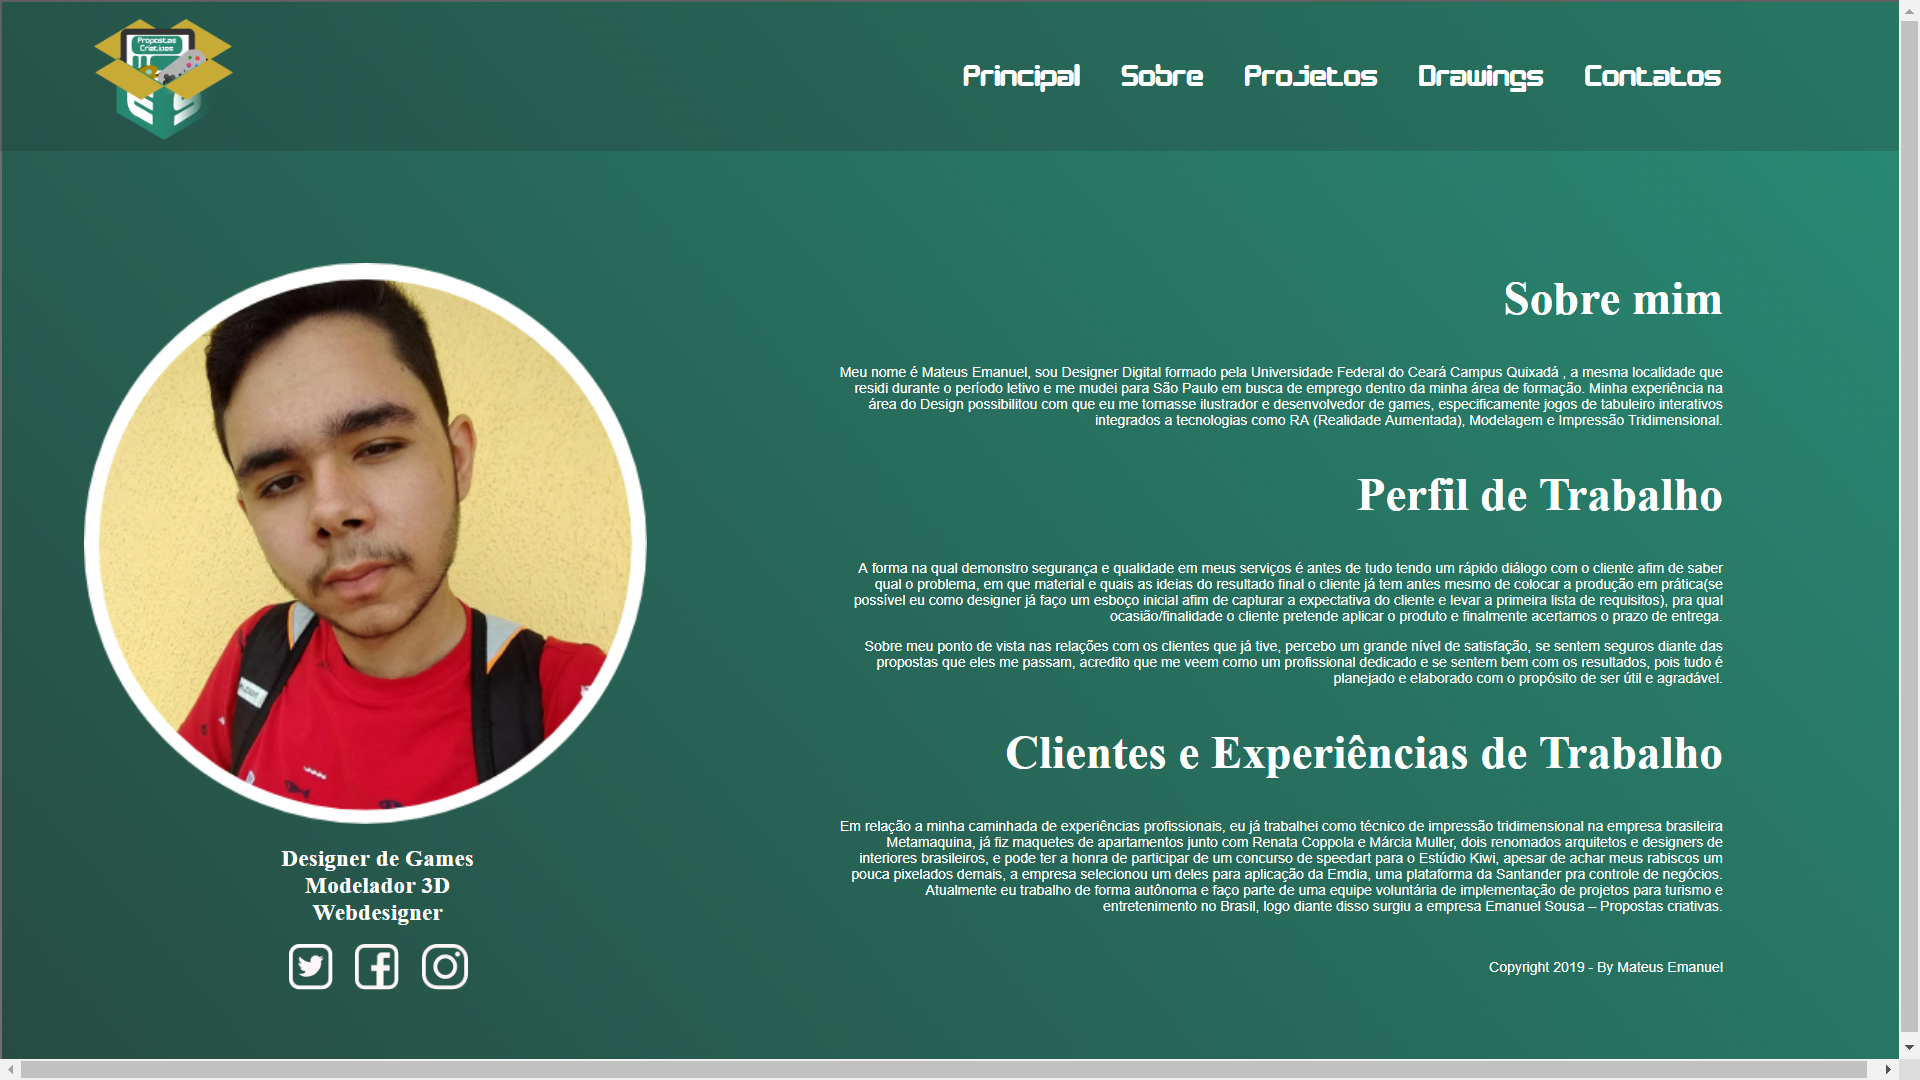 Propostas
Criativas
Principal Sobre Projetos Drawings Contatos
Sobre mim
Meu nome é Mateus Emanuel, sou Designer Digital formado pela Universidade Federal do Ceará Campus Quixadá , a mesma localidade que
residi durante o período letivo e me mudei para São Paulo em busca de emprego dentro da minha área de formação. Minha experiência na
área do Design possibilitou com que eu me tornasse ilustrador e desenvolvedor de games, especificamente jogos de tabuleiro interativos
integrados a tecnologias como RA (Realidade Aumentada), Modelagem e Impressão Tridimensional.
Perfil de Trabalho
A forma na qual demonstro segurança e qualidade em meus serviços é antes de tudo tendo um rápido diálogo com o cliente afim de saber
qual o problema, em que material e quais as ideias do resultado final o cliente já tem antes mesmo de colocar a produção em prática(se
possível eu como designer já faço um esboço inicial afim de capturar a expectativa do cliente e levar a primeira lista de requisitos), pra qual
ocasião/finalidade o cliente pretende aplicar o produto e finalmente acertamos o prazo de entrega.
Sobre meu ponto de vista nas relações com os clientes que já tive, percebo um grande nível de satisfação, se sentem seguros diante das
propostas que eles me passam, acredito que me veem como um profissional dedicado e se sentem bem com os resultados, pois tudo é
planejado e elaborado com o propósito de ser útil e agradável.
Clientes e Experiências de Trabalho
Em relação a minha caminhada de experiências profissionais, eu já trabalhei como técnico de impressão tridimensional na empresa brasileira
Metamaquina, já fiz maquetes de apartamentos junto com Renata Coppola e Márcia Muller, dois renomados arquitetos e designers de
interiores brasileiros, e pode ter a honra de participar de um concurso de speedart para o Estúdio Kiwi, apesar de achar meus rabiscos um
pouca pixelados demais, a empresa selecionou um deles para aplicação da Emdia, uma plataforma da Santander pra controle de negócios.
Atualmente eu trabalho de forma autônoma e faço parte de uma equipe voluntária de implementação de projetos para turismo e
entretenimento no Brasil, logo diante disso surgiu a empresa Emanuel Sousa – Propostas criativas.
Designer de Games
Modelador 3D
Webdesigner
Copyright 2019 - By Mateus Emanuel